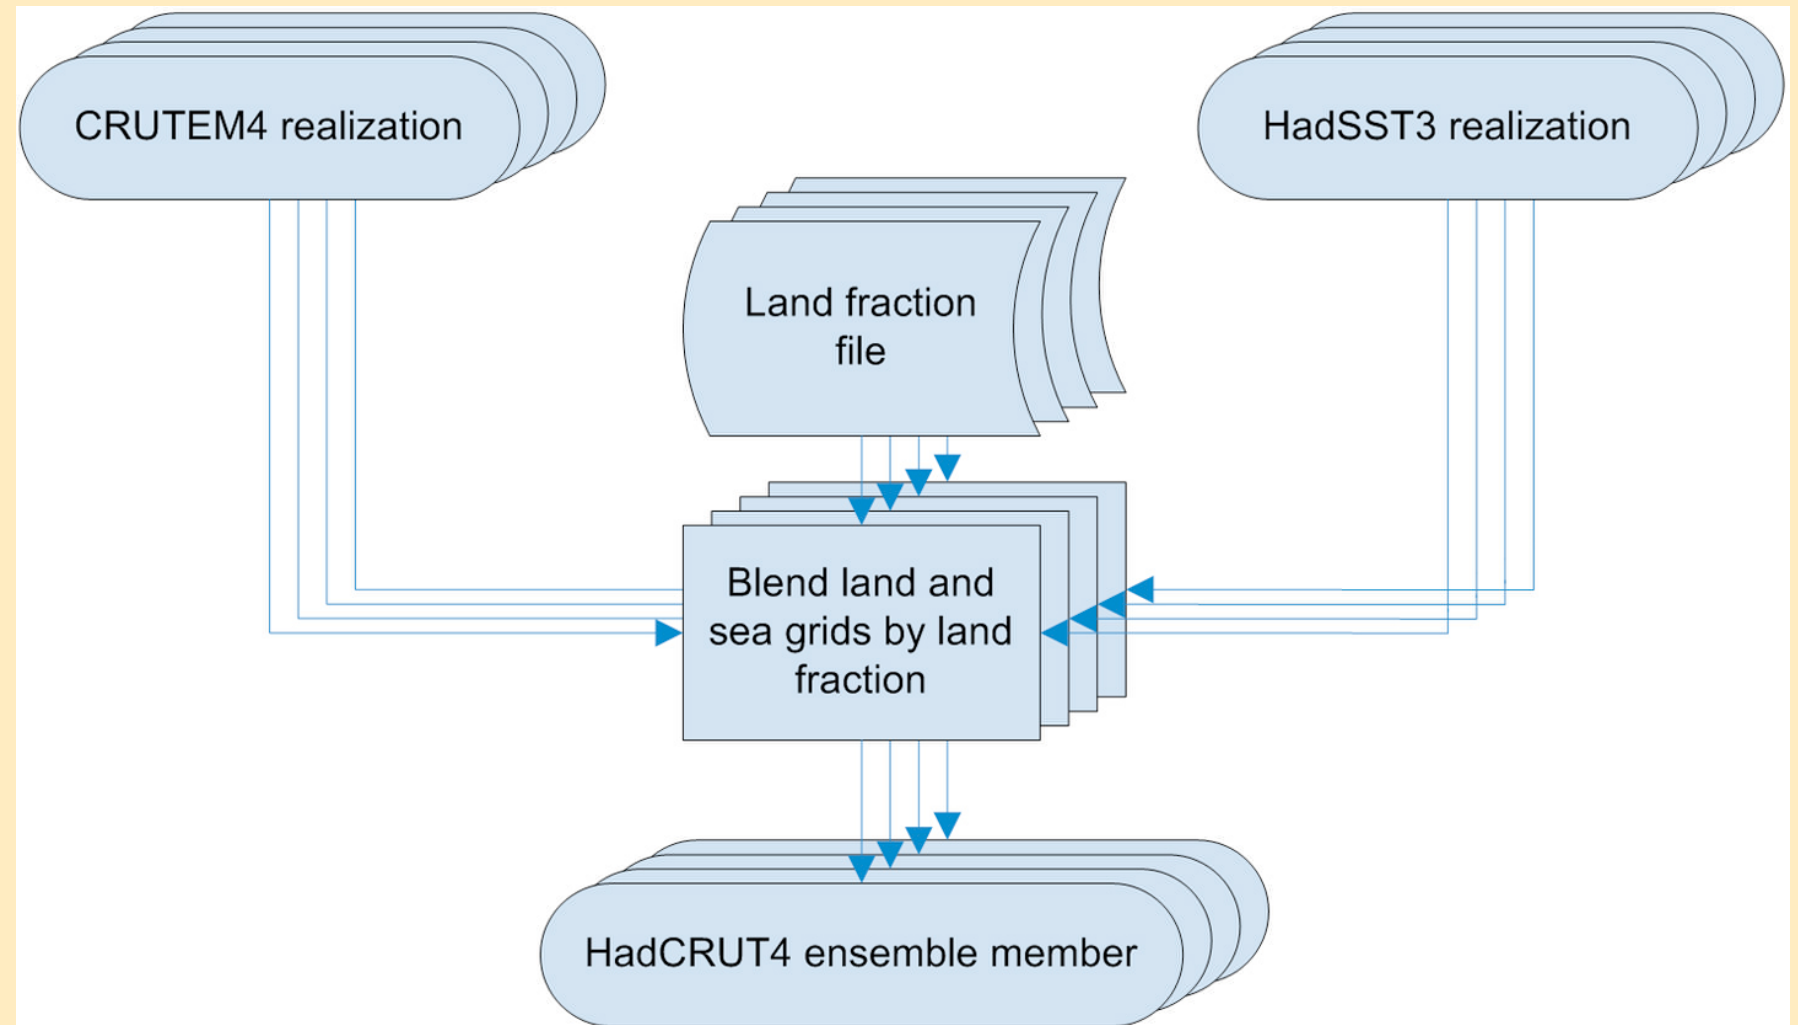 CRUTEM4 realization
HadSST3 realization
Land fraction
file
Blend land and
sea grids by land
fraction
HadCRUT4 ensemble member